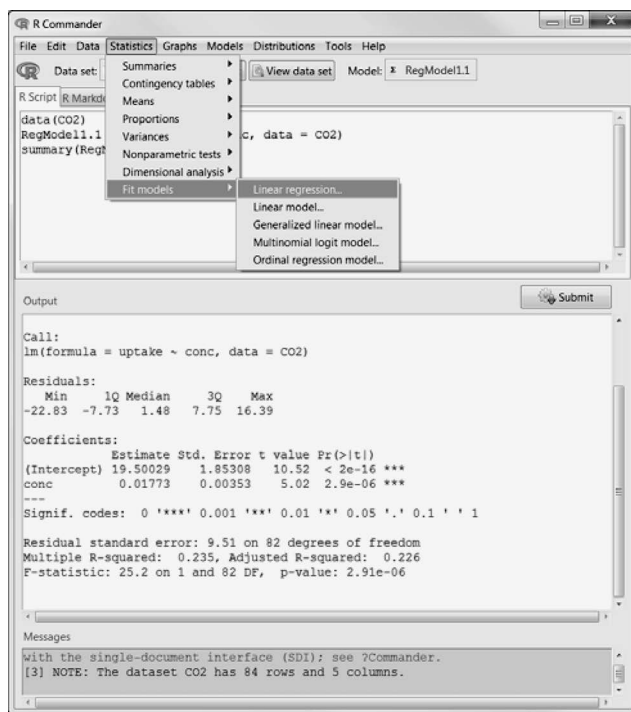 R Commander
File Edit Data Statistics Graphs Models Distributions Tools Help
Data set: View data set Model: Σ RegModel1.1
R Script R Markd
data(CO2)
RegModel1.1 c, data = CO2)
summary(Reg
Summaries
Contingency tables
Means
Proportions
Variances
Nonparametric tests
Dimensional analysis
Fit models
Linear regression...
Linear model...
Generalized linear model...
Multinomial logit model...
Ordinal regression model...
Output
Submit
Call:
lm(formula = uptake ~ conc, data = CO2)
Residuals:
Min 1Q Median 3Q Max
-22.83 -7.73 1.48 7.75 16.39
Coefficients:
Estimate Std. Error t value Pr(>|t|)
(Intercept) 19.50029 1.85308 10.52 < 2e-16 ***
conc 0.01773 0.00353 5.02 2.9e-06 ***
---
Signif. codes: 0 '***' 0.001 '**' 0.01 '*' 0.05 '.' 0.1 ' ' 1
Residual standard error: 9.51 on 82 degrees of freedom
Multiple R-squared: 0.235, Adjusted R-squared: 0.226
F-statistic: 25.2 on 1 and 82 DF, p-value: 2.91e-06
Messages
with the single-document interface (SDI); see ?Commander.
[3] NOTE: The dataset CO2 has 84 rows and 5 columns.